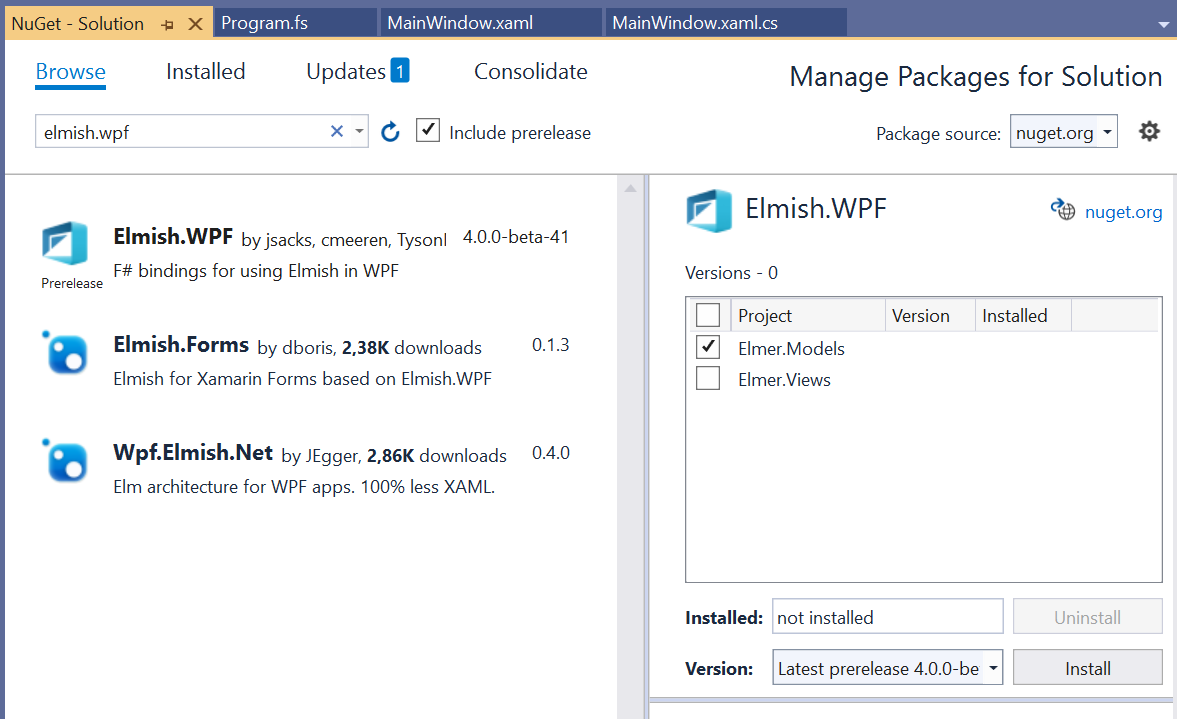 NuGet - Solution Program.fs MainWindow.xaml MainWindow.xaml.cs
Browse Installed Updates 1 Consolidate
Manage Packages for Solution
elmish.wpf Include prerelease
Package source: nuget.org
Elmish.WPF by jsacks, cmeeren, Tysonl 4.0.0-beta-41
F# bindings for using Elmish in WPF
Prerelease
Elmish.Forms by dboris, 2,38K downloads 0.1.3
Elmish for Xamarin Forms based on Elmish.WPF
Wpf.Elmish.Net by JEgger, 2,86K downloads 0.4.0
Elm architecture for WPF apps. 100% less XAML.
Elmish.WPF nuget.org
Versions - 0
Project Version Installed
Elmer.Models
Elmer.Views
Installed: not installed Uninstall
Version: Latest prerelease 4.0.0-be Install